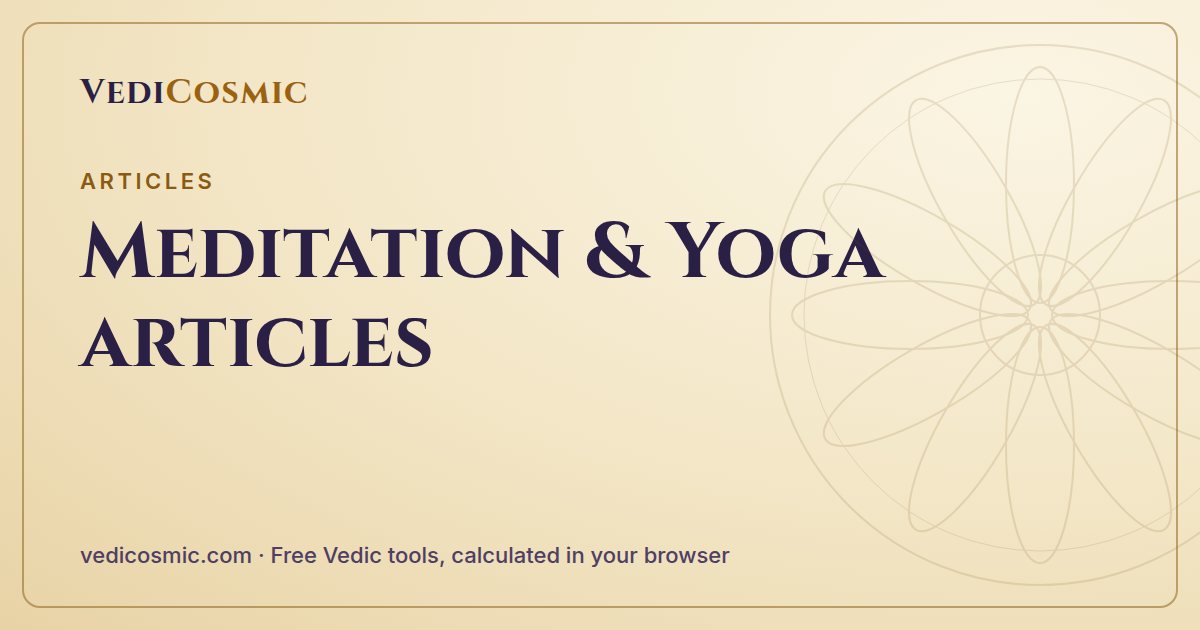 VediCosmic
ARTICLES
Meditation & Yoga
articles
vedicosmic.com · Free Vedic tools, calculated in your browser